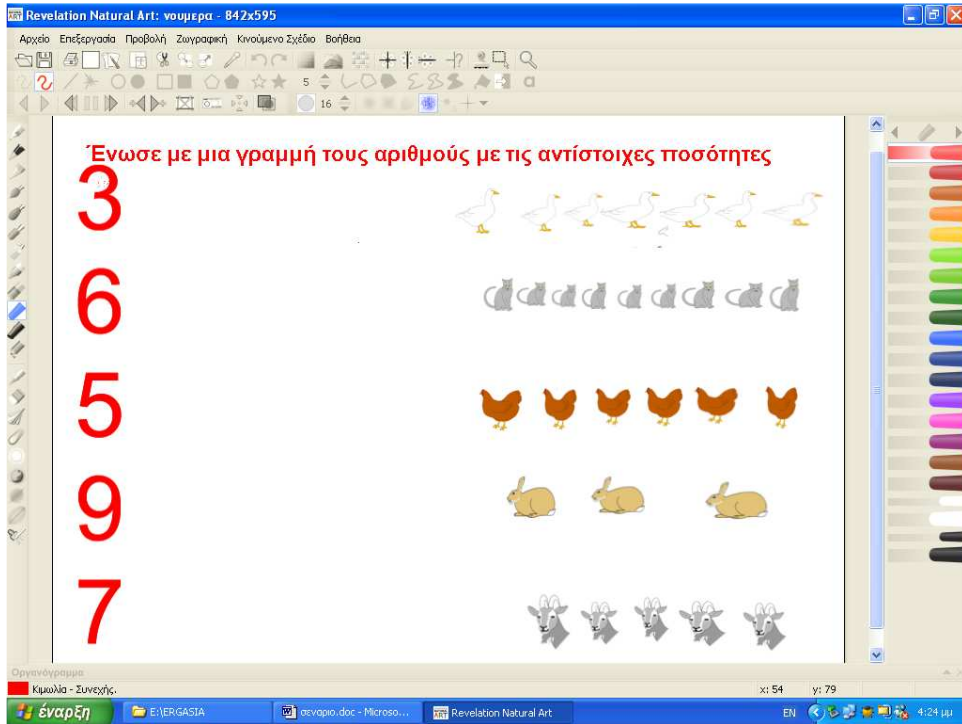 Revelation Natural Art: νουμερα - 842x595
Αρχείο Επεξεργασία Προβολή Ζωγραφική Κινούμενο Σχέδιο Βοήθεια
5
16
Ένωσε με μια γραμμή τους αριθμούς με τις αντίστοιχες ποσότητες
3
6
5
9
7
Οργανόγραμμα
Κιμωλία - Συνεχής. x: 54 y: 79
έναρξη E:\ERGASIA σεναριο.doc - Microso... Revelation Natural Art EN 4:24 μμ